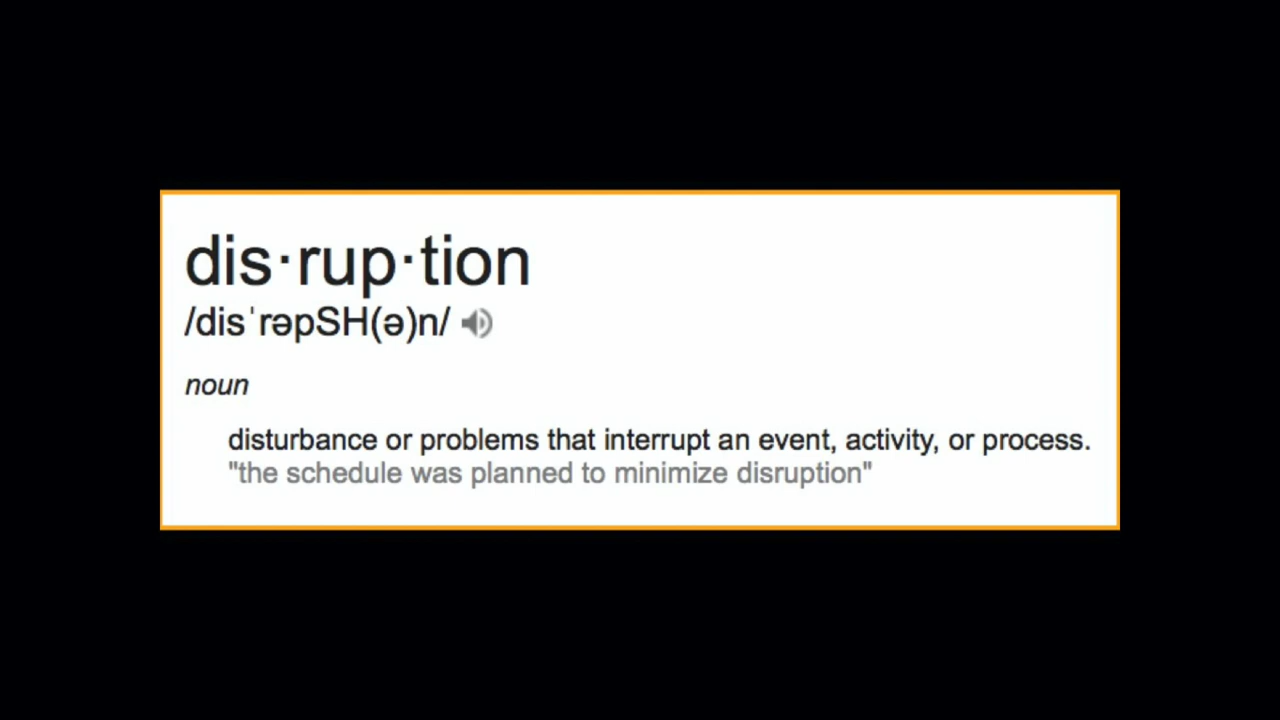 dis·rup·tion
/disˈrəpSH(ə)n/
noun
disturbance or problems that interrupt an event, activity, or process.
"the schedule was planned to minimize disruption"